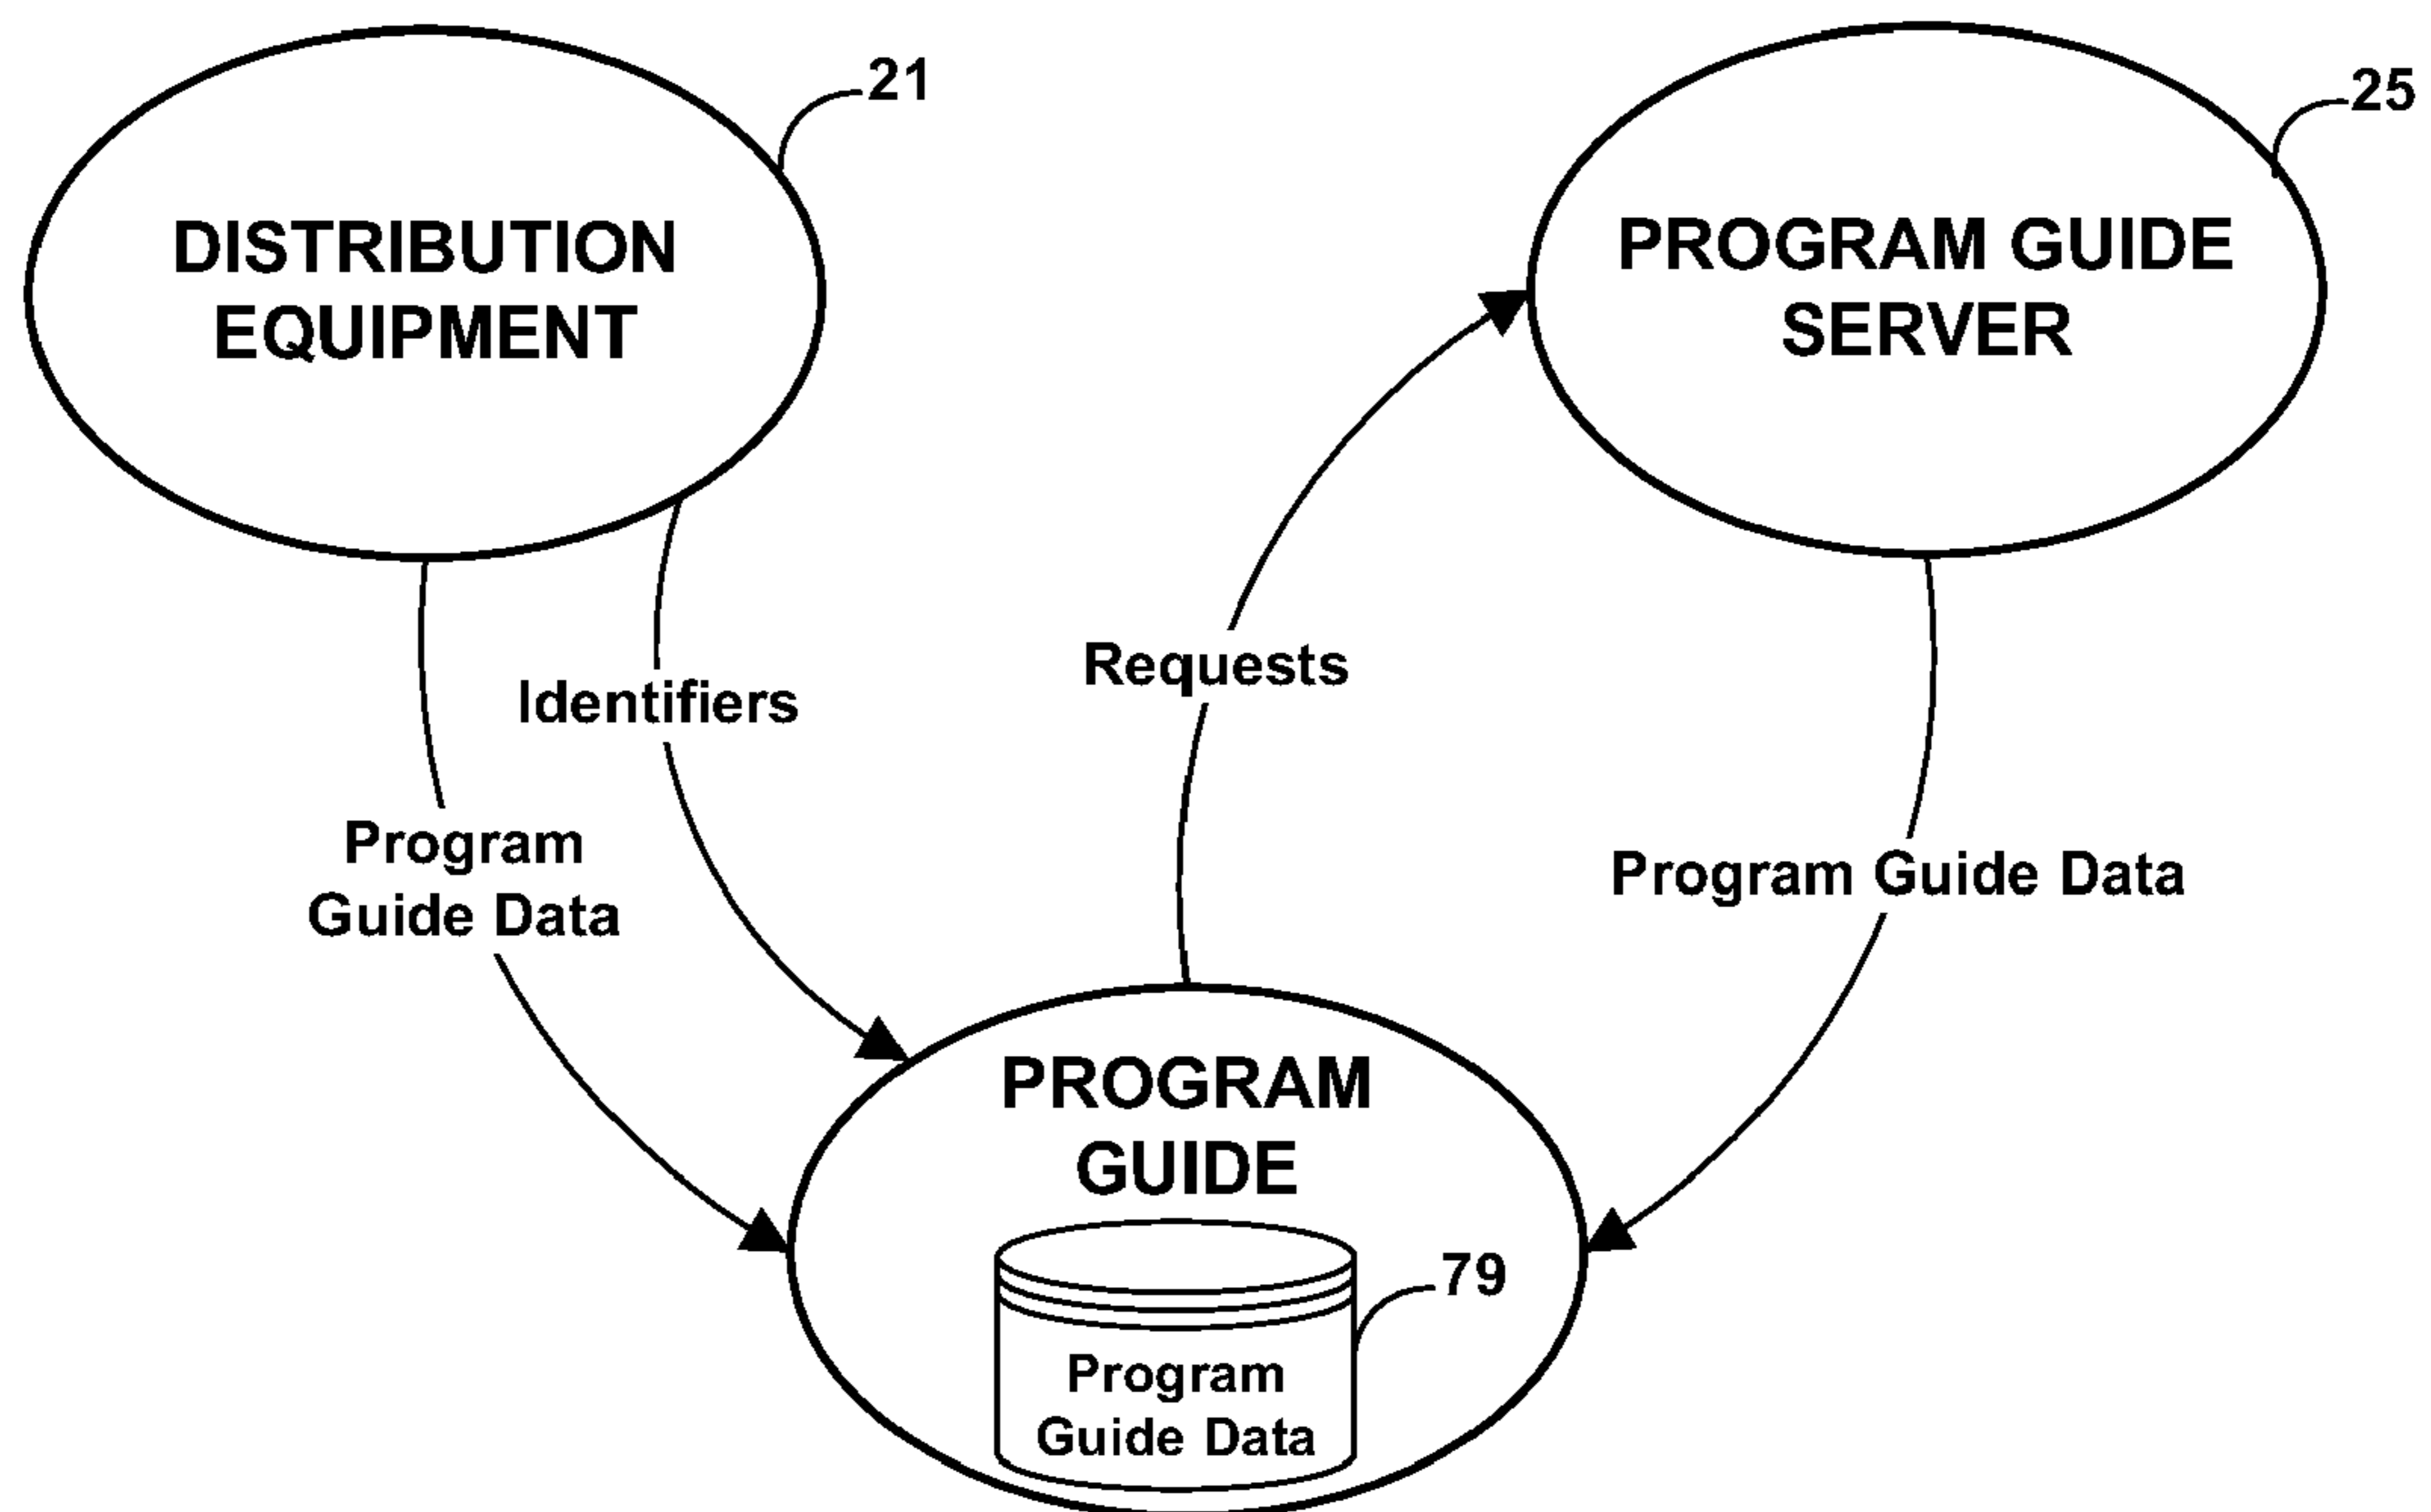 21
25
DISTRIBUTION
EQUIPMENT
PROGRAM GUIDE
SERVER
Identifiers
Requests
Program
Guide Data
Program Guide Data
PROGRAM
GUIDE
79
Program
Guide Data